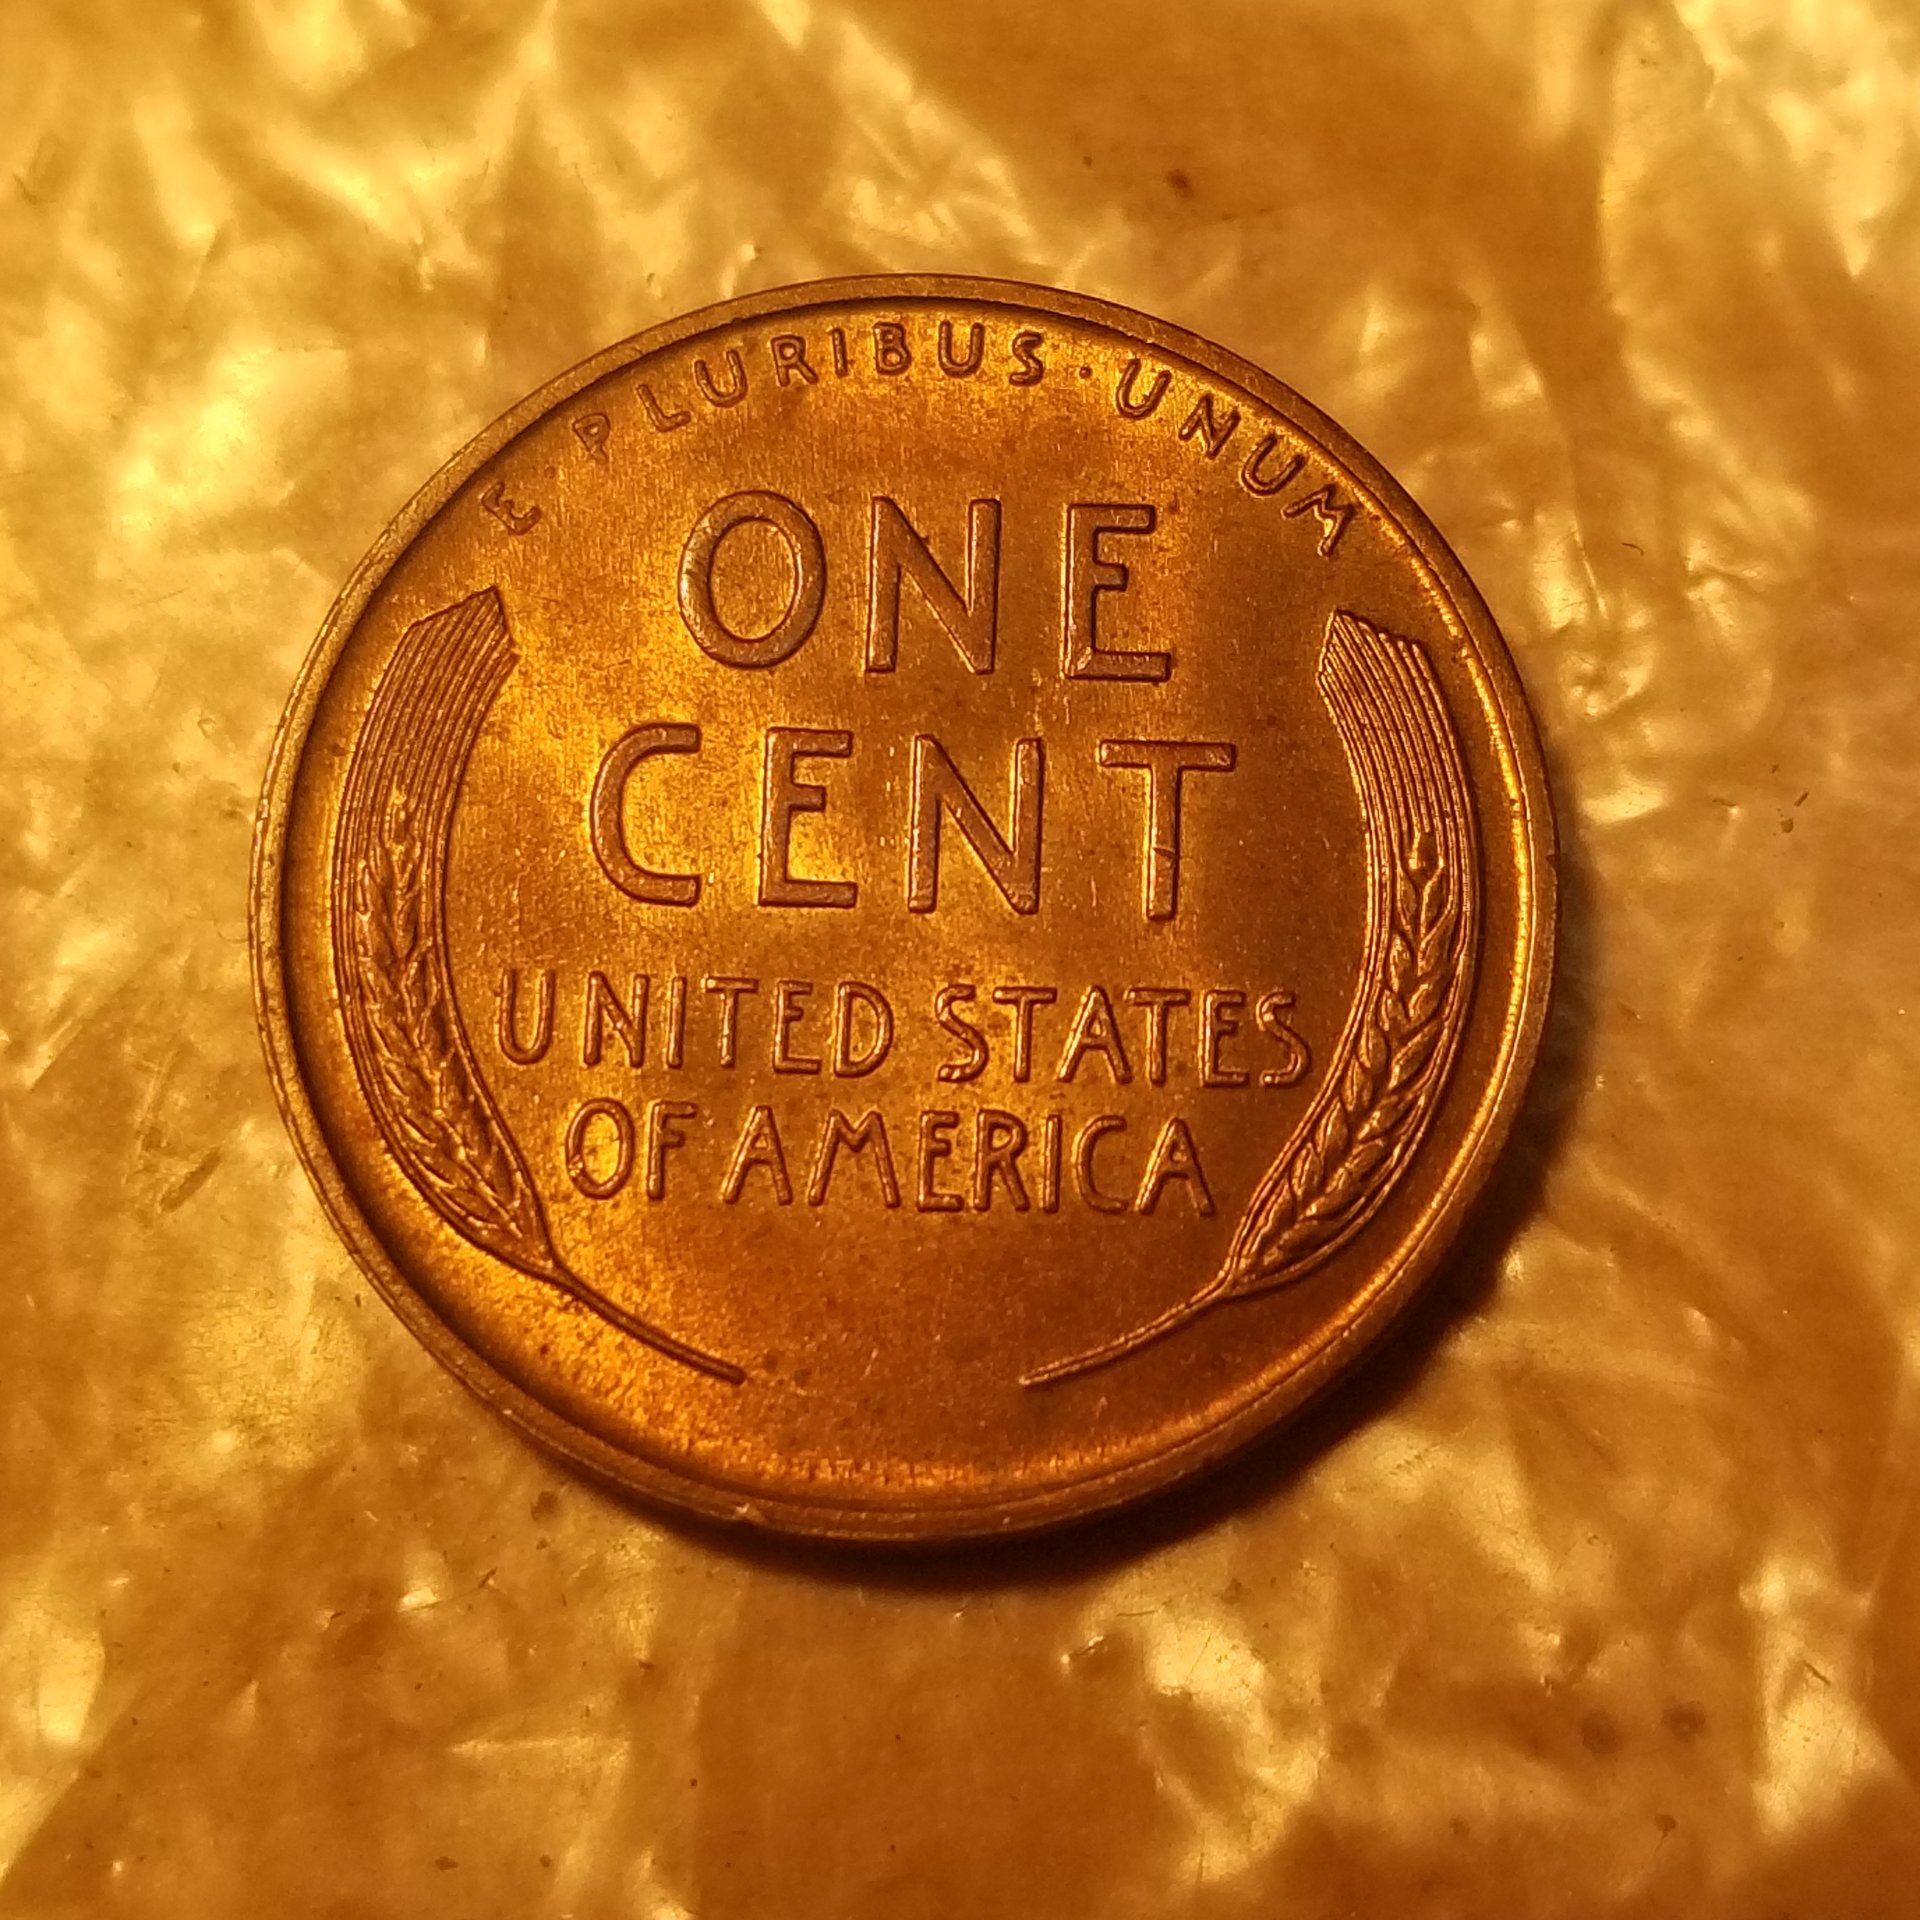 E PLURIBUS · UNUM
ONE
CENT
UNITED STATES
OF AMERICA